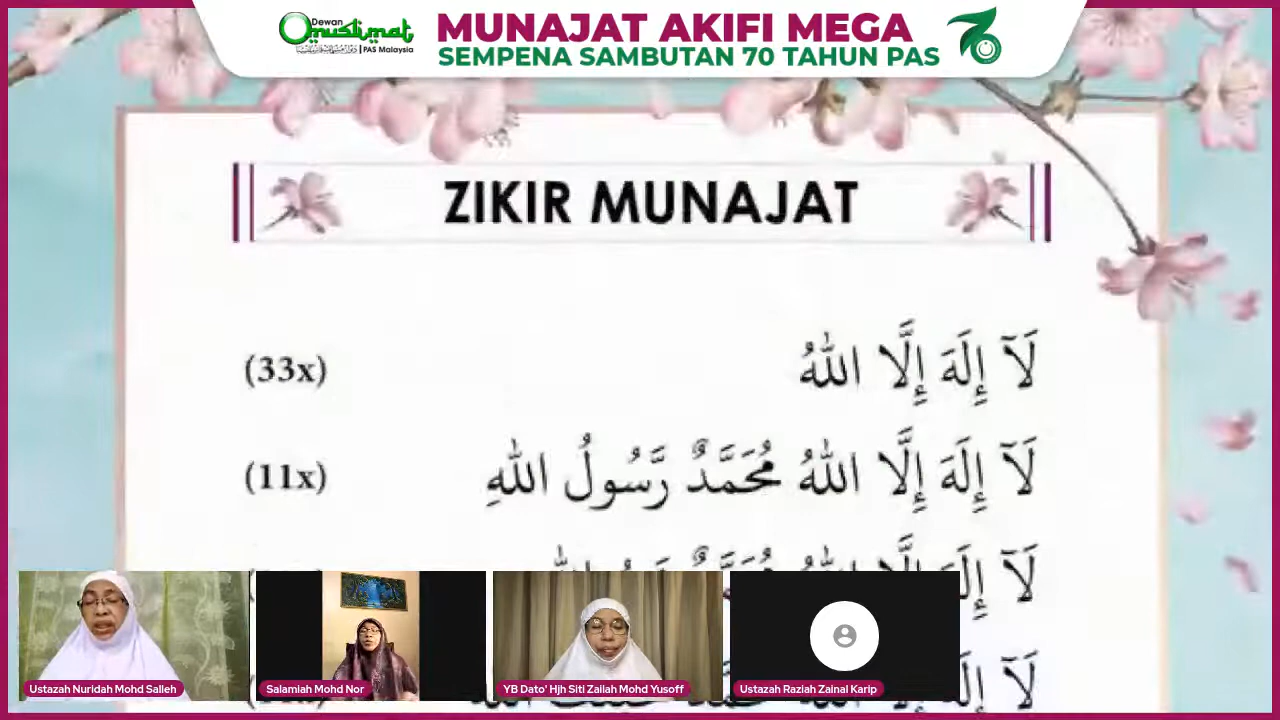 Dewan
muslimat
| PAS Malaysia
MUNAJAT AKIFI MEGA
SEMPENA SAMBUTAN 70 TAHUN PAS
70
ZIKIR MUNAJAT
لَآ إِلَهَ إِلَّا اللهُ (33x)
لَآ إِلَهَ إِلَّا اللهُ مُحَمَّدٌ رَّسُولُ اللهِ (11x)
لَآ إِلَهَ إِلَّا اللهُ مُحَمَّدٌ
لَآ إِلَهَ
Ustazah Nuridah Mohd Salleh
Salamiah Mohd Nor
YB Dato' Hjh Siti Zailah Mohd Yusoff
Ustazah Raziah Zainal Karip